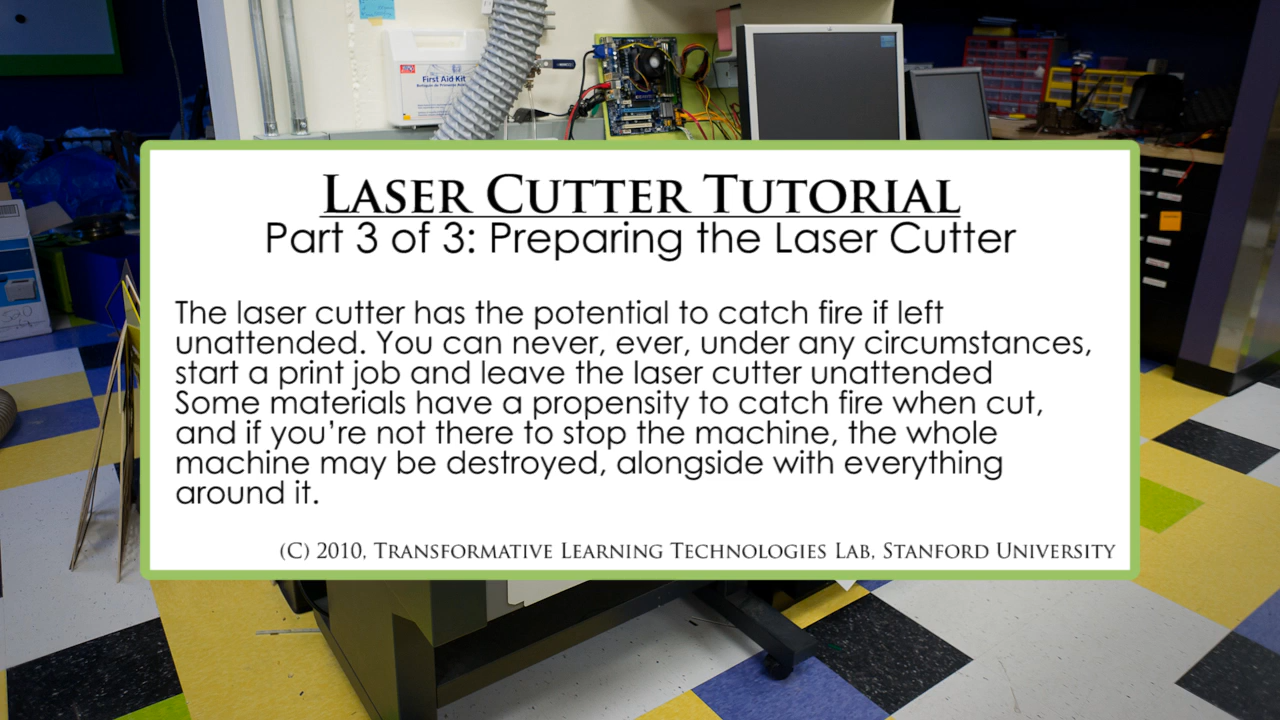 First Aid Kit
LASER CUTTER TUTORIAL
Part 3 of 3: Preparing the Laser Cutter
The laser cutter has the potential to catch fire if left
unattended. You can never, ever, under any circumstances,
start a print job and leave the laser cutter unattended
Some materials have a propensity to catch fire when cut,
and if you're not there to stop the machine, the whole
machine may be destroyed, alongside with everything
around it.
(C) 2010, TRANSFORMATIVE LEARNING TECHNOLOGIES LAB, STANFORD UNIVERSITY